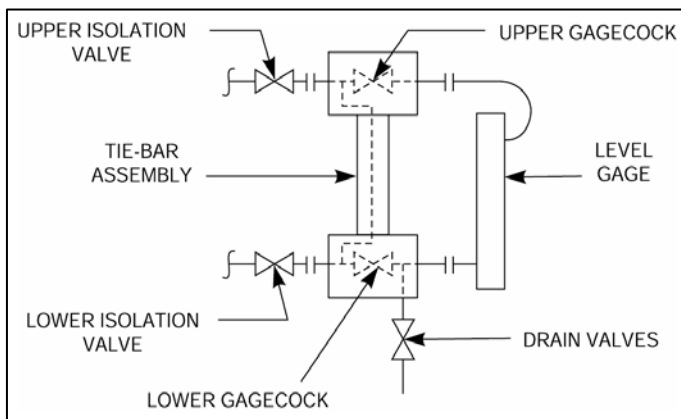 UPPER ISOLATION
VALVE
UPPER GAGECOCK
TIE-BAR
ASSEMBLY
LEVEL
GAGE
LOWER ISOLATION
VALVE
DRAIN VALVES
LOWER GAGECOCK